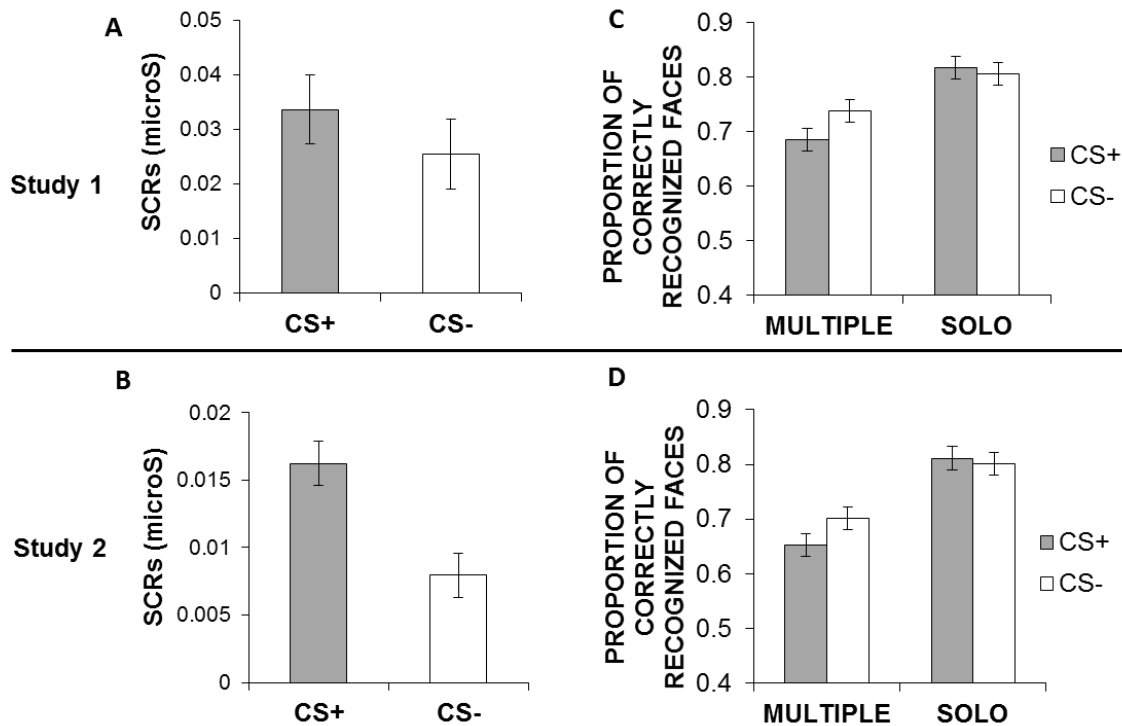 A
SCRs (microS)
0.05
0.04
0.03
0.02
0.01
0
CS+ CS-
Study 1
C
PROPORTION OF
CORRECTLY
RECOGNIZED FACES
0.9
0.8
0.7
0.6
0.5
0.4
MULTIPLE SOLO
CS+
CS-
B
SCRs (microS)
0.02
0.015
0.01
0.005
0
CS+ CS-
Study 2
D
PROPORTION OF
CORRECTLY
RECOGNIZED FACES
0.9
0.8
0.7
0.6
0.5
0.4
MULTIPLE SOLO
CS+
CS-